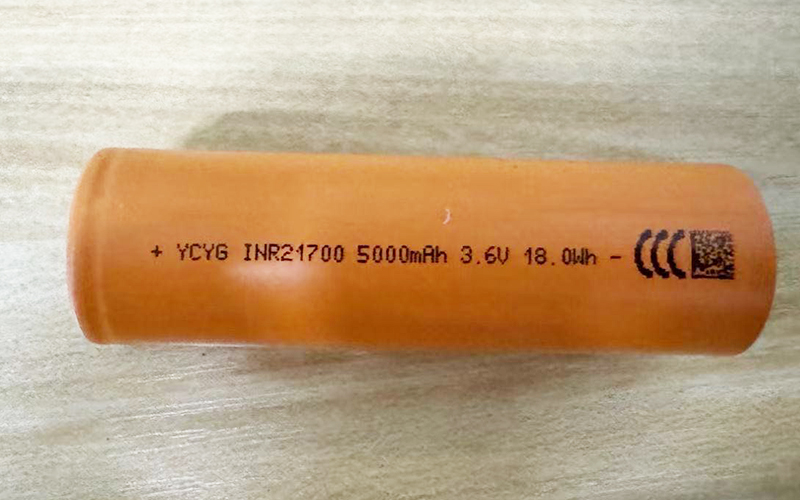 + YCYG INR21700 5000mAh 3.6V 18.0Wh - CCC